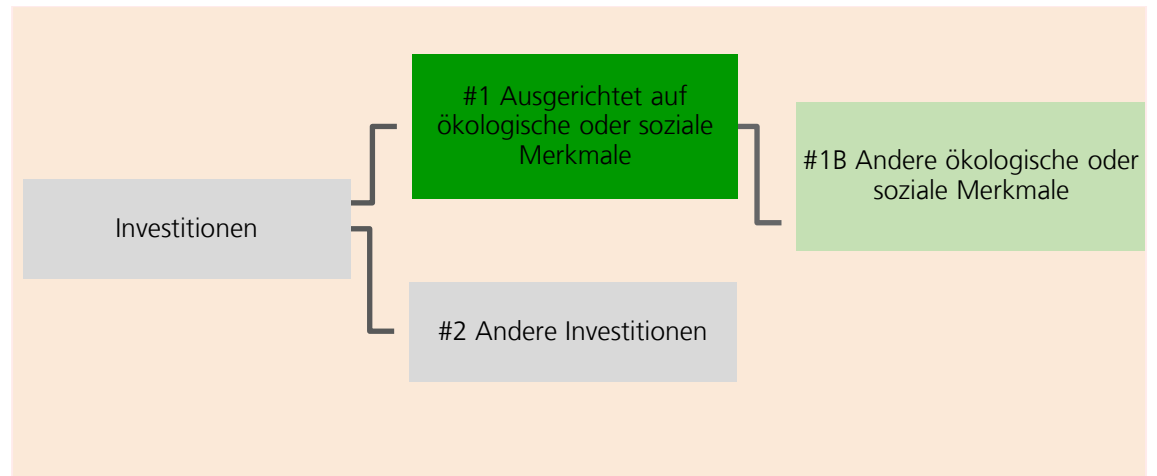 #1 Ausgerichtet auf
ökologische oder soziale
Merkmale
#1B Andere ökologische oder
soziale Merkmale
Investitionen
#2 Andere Investitionen